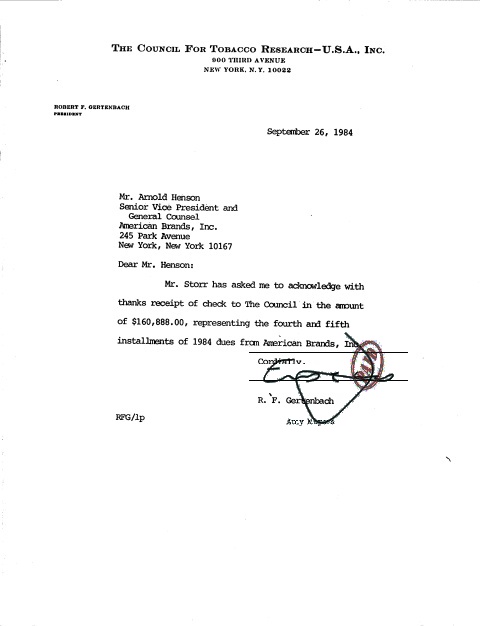 THE COUNCIL FOR TOBACCO RESEARCH—U.S.A., INC.
900 THIRD AVENUE
NEW YORK, N. Y. 10022
ROBERT F. GERTENBACH
PRESIDENT
September 26, 1984
Mr. Arnold Henson
Senior Vice President and
General Counsel
American Brands, Inc.
245 Park Avenue
New York, New York 10167
Dear Mr. Henson:
Mr. Storr has asked me to acknowledge with
thanks receipt of check to The Council in the amount
of $160,888.00, representing the fourth and fifth
installments of 1984 dues from American Brands, Inc.
Cordially,
PAID
R. F. Gertenbach
RFG/lp